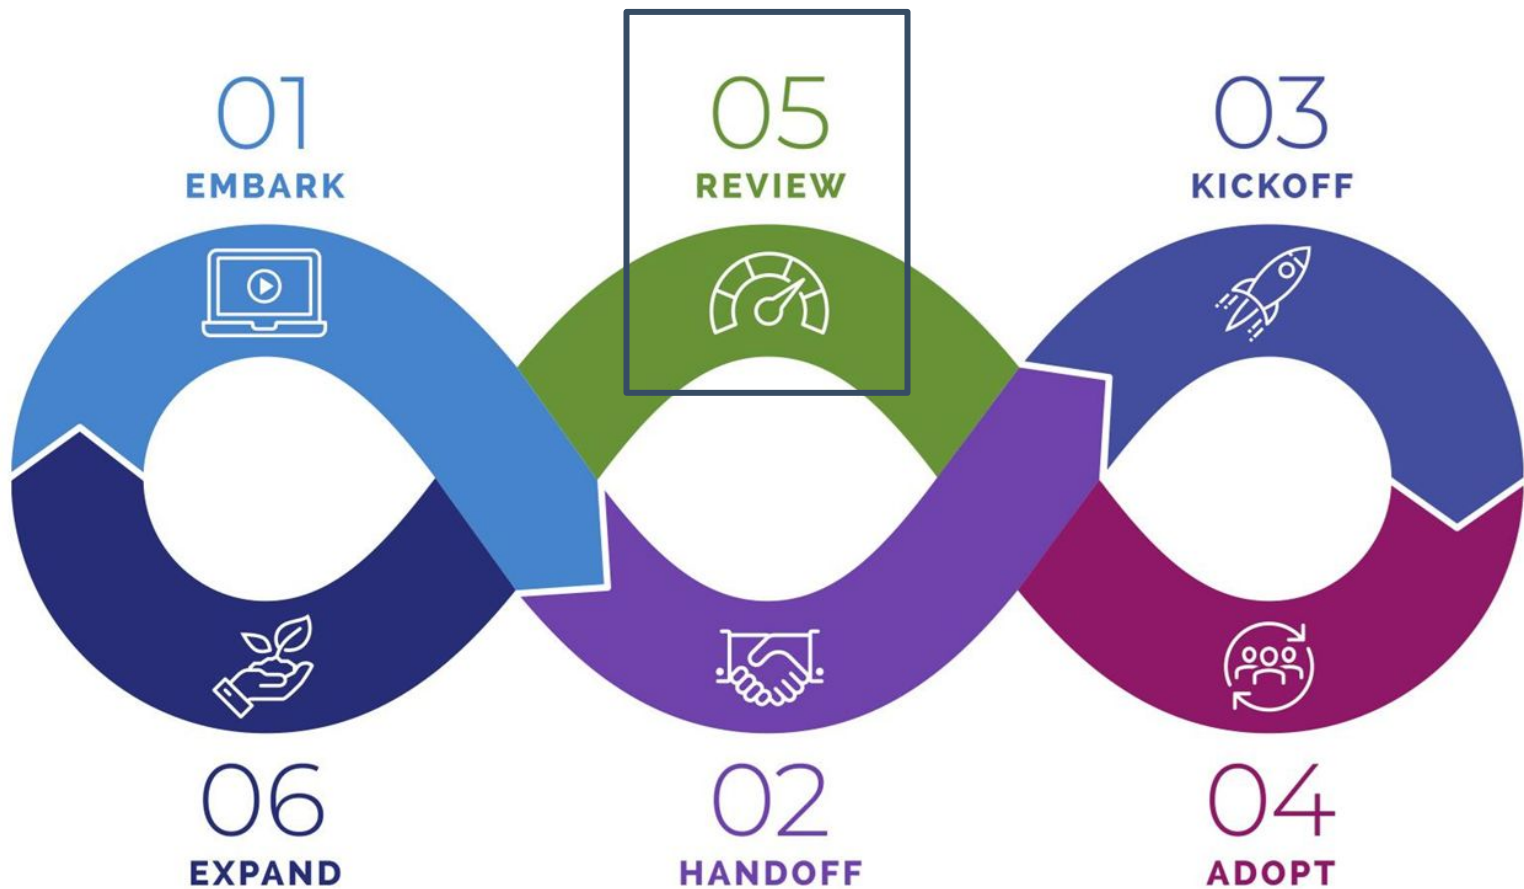 01
EMBARK
05
REVIEW
03
KICKOFF
06
EXPAND
02
HANDOFF
04
ADOPT